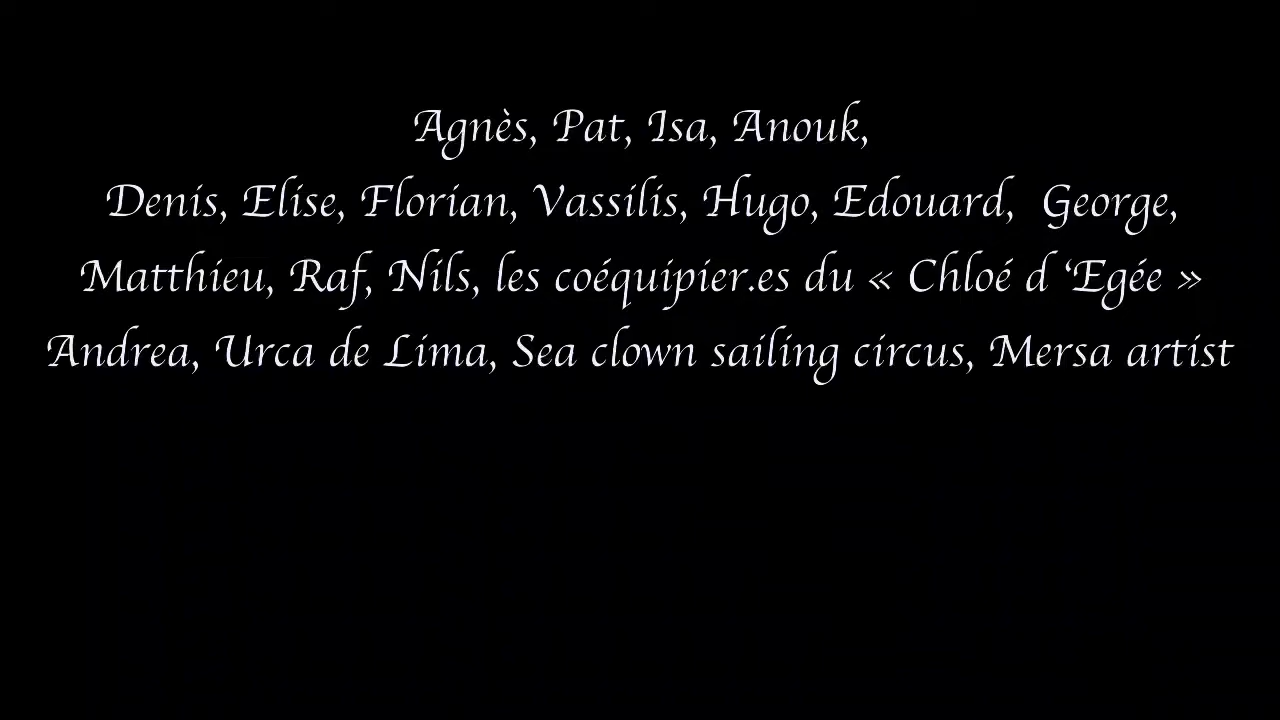 Agnès, Pat, Isa, Anouk,
Denis, Elise, Florian, Vassilis, Hugo, Edouard,  George,
Matthieu, Raf, Nils, les coéquipier.es du « Chloé d ‘Egée »
Andrea, Urca de Lima, Sea clown sailing circus, Mersa artist